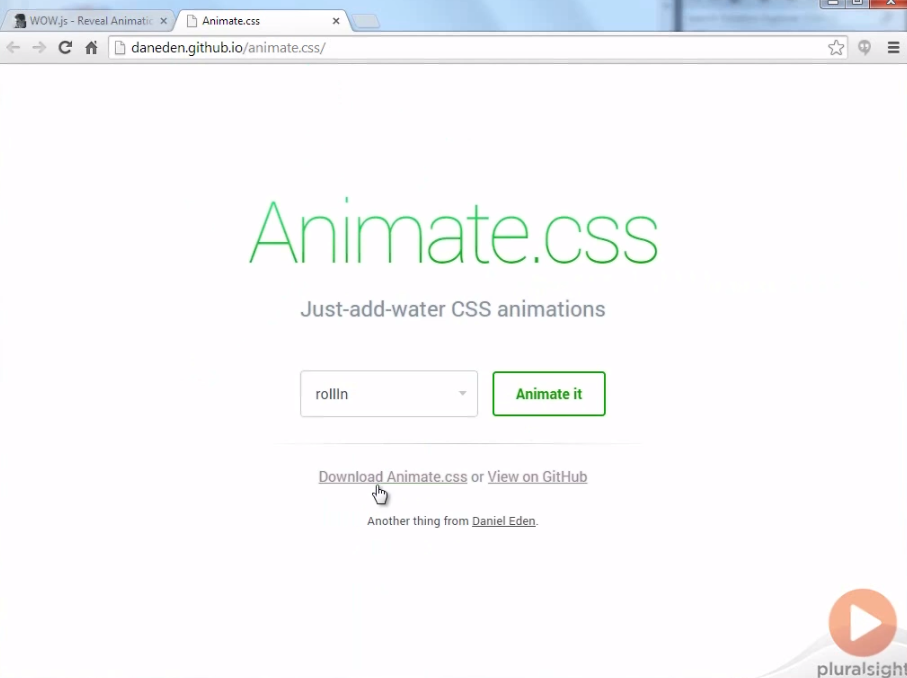 WOW.js - Reveal Animatic
Animate.css
daneden.github.io/animate.css/
Animate.css
Just-add-water CSS animations
rollIn
Animate it
Download Animate.css or View on GitHub
Another thing from Daniel Eden.
pluralsight